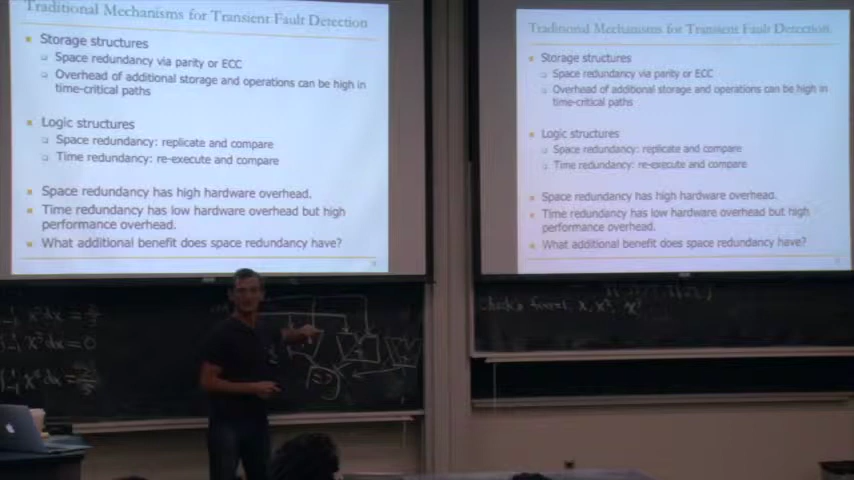 Traditional Mechanisms for Transient Fault Detection
Storage structures
Space redundancy via parity or ECC
Overhead of additional storage and operations can be high in
time-critical paths
Logic structures
Space redundancy: replicate and compare
Time redundancy: re-execute and compare
Space redundancy has high hardware overhead.
Time redundancy has low hardware overhead but high
performance overhead.
What additional benefit does space redundancy have?
Traditional Mechanisms for Transient Fault Detection
Storage structures
Space redundancy via parity or ECC
Overhead of additional storage and operations can be high in
time-critical paths
Logic structures
Space redundancy: replicate and compare
Time redundancy: re-execute and compare
Space redundancy has high hardware overhead.
Time redundancy has low hardware overhead but high
performance overhead.
What additional benefit does space redundancy have?